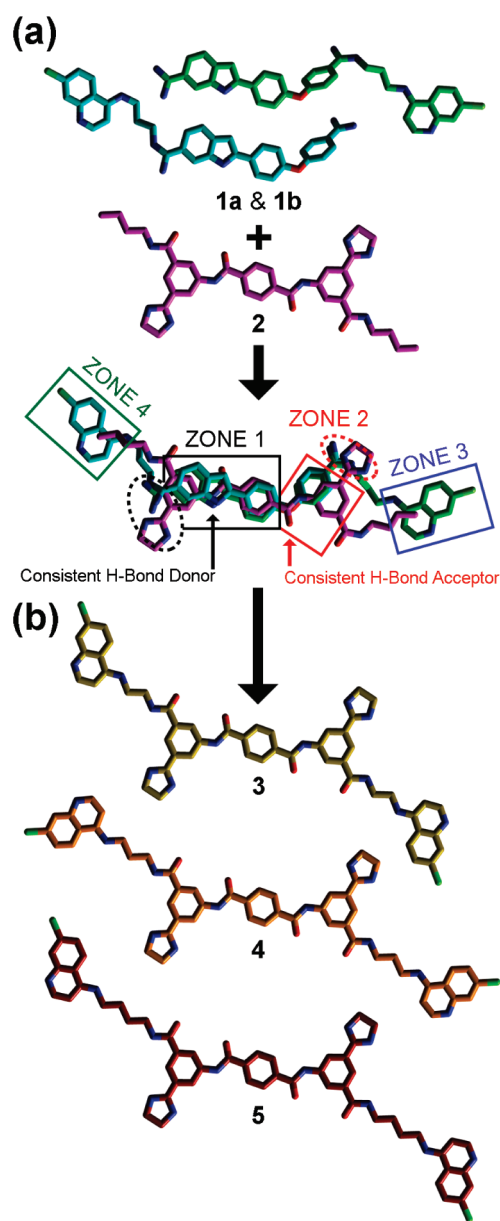 (a)
1a & 1b
+
2
ZONE 4
ZONE 1
ZONE 2
ZONE 3
Consistent H-Bond Donor
Consistent H-Bond Acceptor
(b)
3
4
5